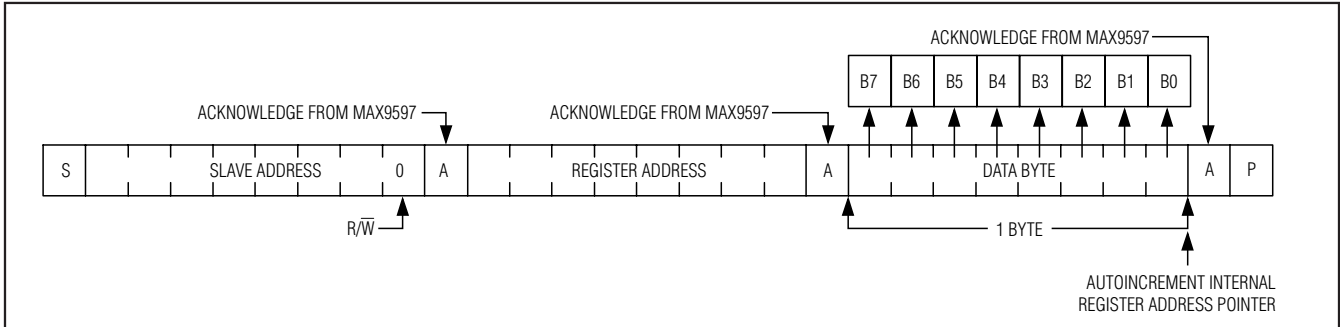 ACKNOWLEDGE FROM MAX9597
B7 B6 B5 B4 B3 B2 B1 B0
ACKNOWLEDGE FROM MAX9597 ACKNOWLEDGE FROM MAX9597
S SLAVE ADDRESS 0 A REGISTER ADDRESS A DATA BYTE A P
R/W̅ 1 BYTE
AUTOINCREMENT INTERNAL
REGISTER ADDRESS POINTER